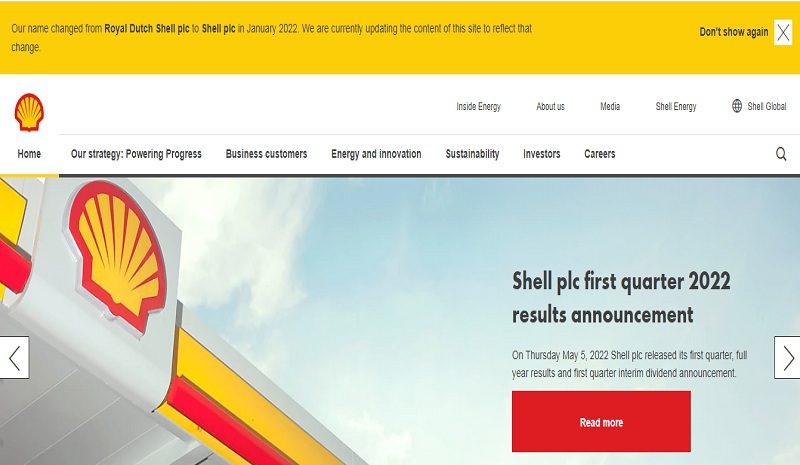 Our name changed from Royal Dutch Shell plc to Shell plc in January 2022. We are currently updating the content of this site to reflect that
change.
Don't show again
Inside Energy
About us
Media
Shell Energy
Shell Global
Home
Our strategy: Powering Progress
Business customers
Energy and innovation
Sustainability
Investors
Careers
Shell plc first quarter 2022
results announcement
On Thursday May 5, 2022 Shell plc released its first quarter, full
year results and first quarter interim dividend announcement.
Read more